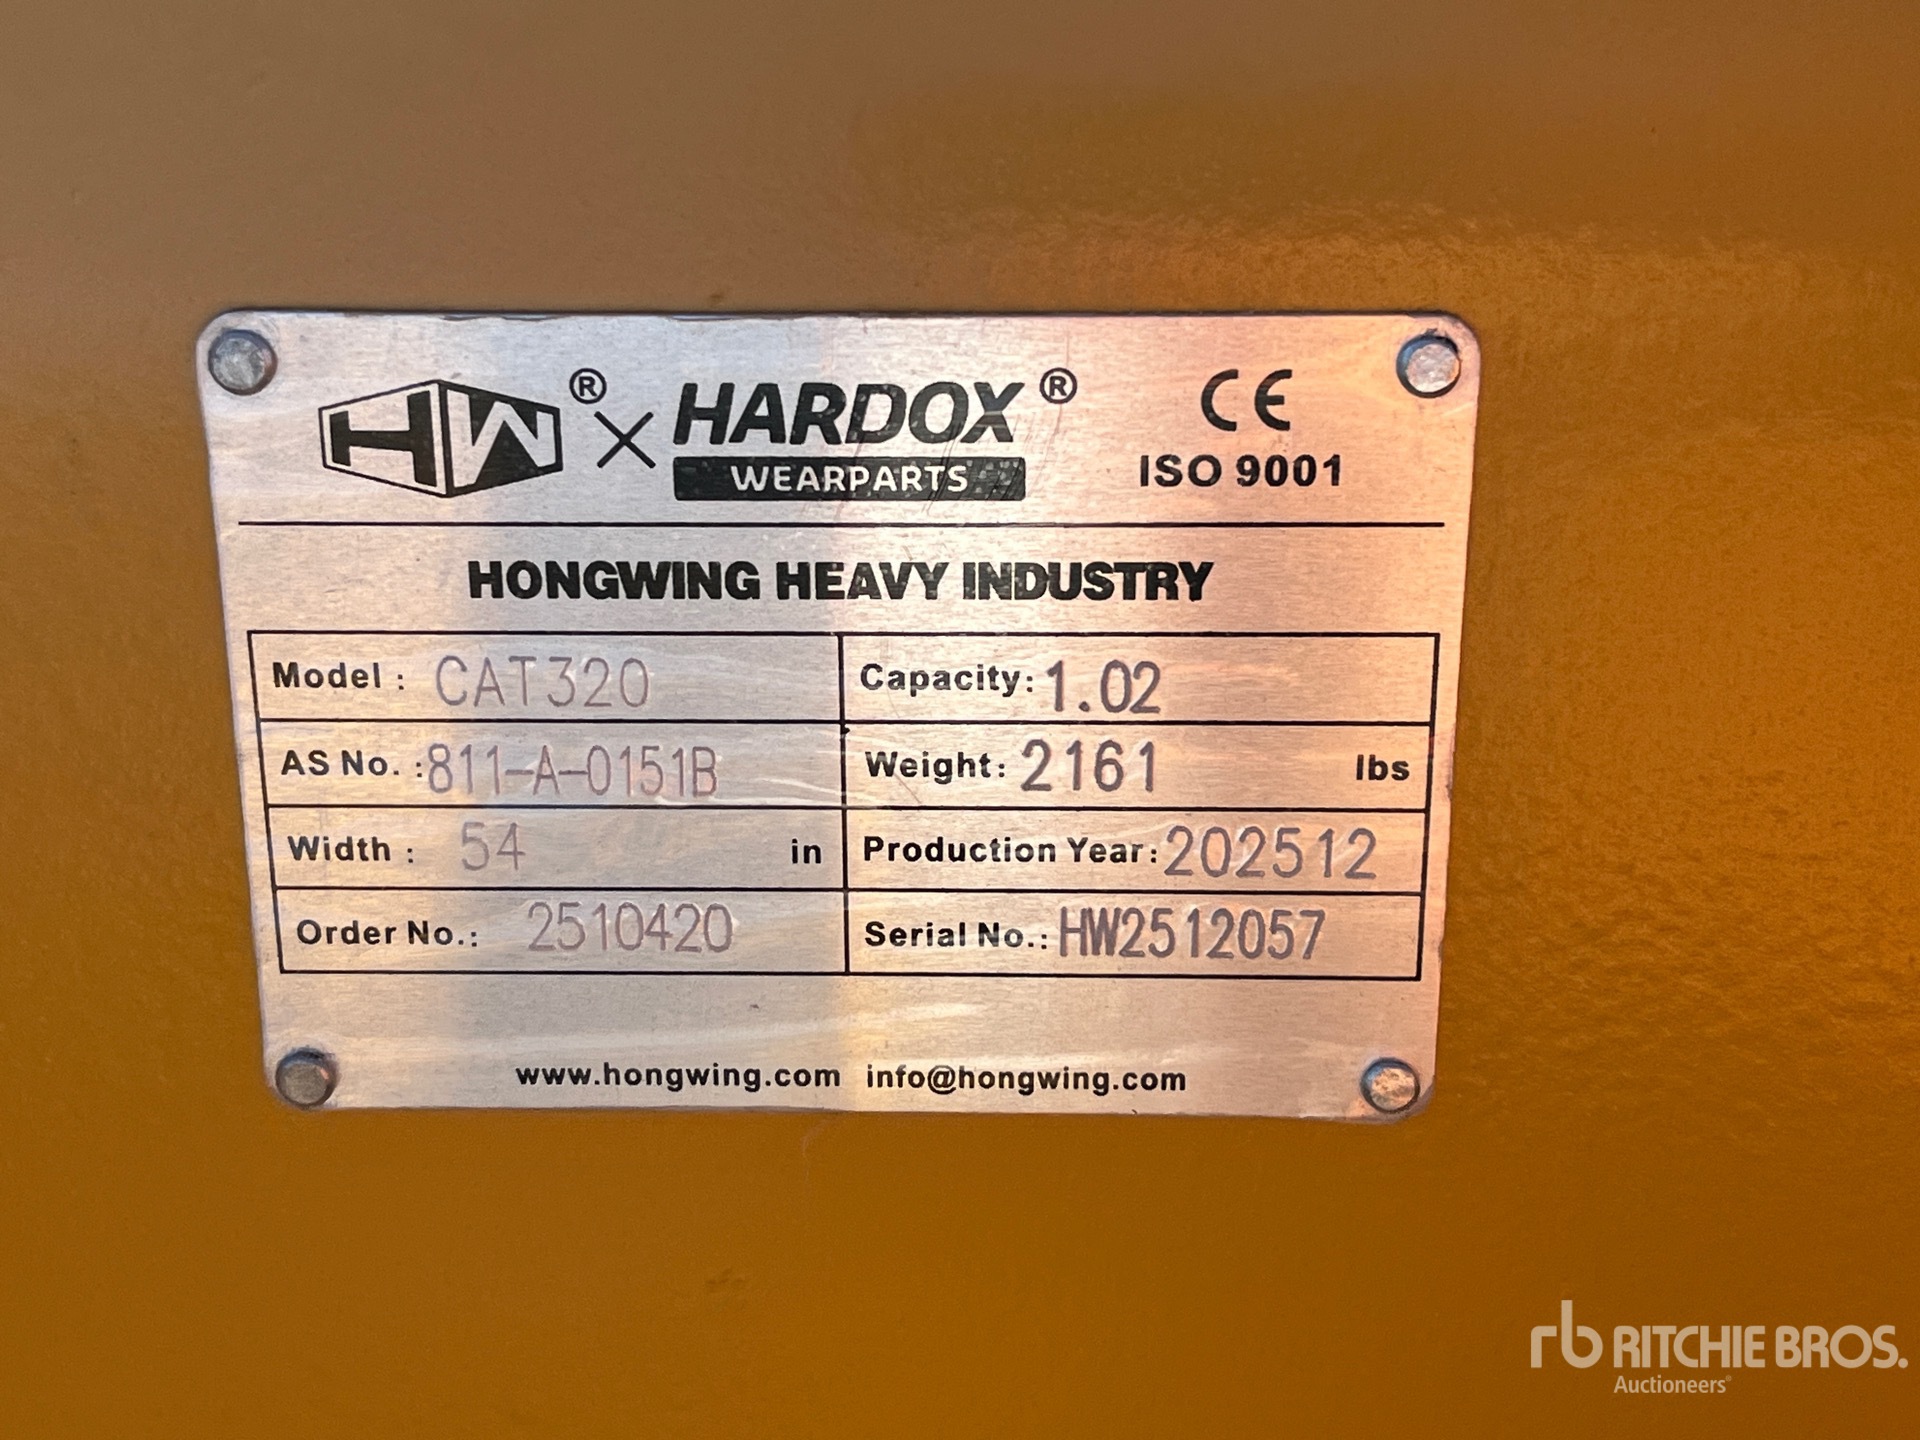 HW® × HARDOX® CE
WEARPARTS ISO 9001
HONGWING HEAVY INDUSTRY
Model : CAT320 Capacity: 1.02
AS No. : 811-A-0151B Weight: 2161 lbs
Width : 54 in Production Year: 202512
Order No.: 2510420 Serial No.: HW2512057
www.hongwing.com info@hongwing.com
rb RITCHIE BROS.
Auctioneers®